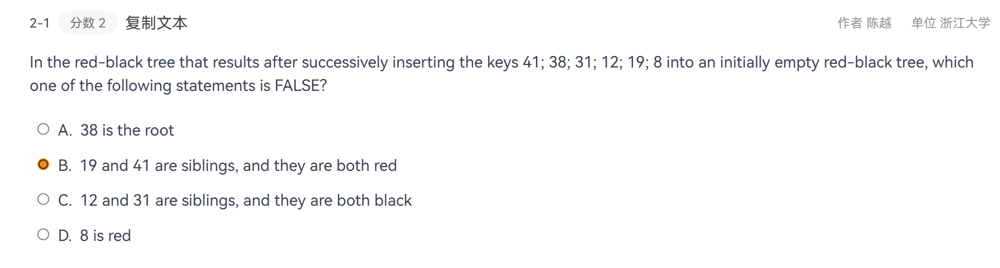 2-1 分数 2 复制文本 作者 陈越 单位 浙江大学
In the red-black tree that results after successively inserting the keys 41; 38; 31; 12; 19; 8 into an initially empty red-black tree, which
one of the following statements is FALSE?
A. 38 is the root
B. 19 and 41 are siblings, and they are both red
C. 12 and 31 are siblings, and they are both black
D. 8 is red